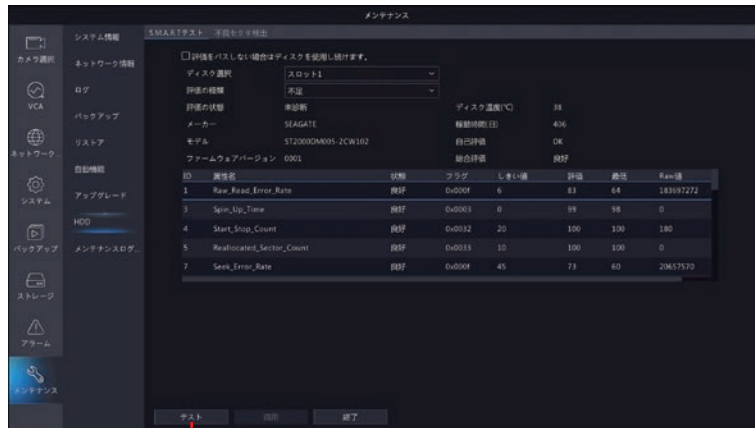 メンテナンス
カメラ選択
VCA
ネットワーク...
システム
バックアップ
ストレージ
アラーム
メンテナンス
システム情報
ネットワーク情報
ログ
バックアップ
リストア
自動機能
アップグレード
HDD
メンテナンスログ...
S.M.A.R.Tテスト 不良セクタ検出
評価をパスしない場合はディスクを使用し続けます。
ディスク選択 スロット1
評価の種類 不足
評価の状態 未診断 ディスク温度(℃) 38
メーカー SEAGATE 稼働時間(日) 406
モデル ST2000DM005-2CW102 自己評価 OK
ファームウェアバージョン 0001 総合評価 良好
ID 属性名 状態 フラグ しきい値 評価 最低 Raw値
1 Raw_Read_Error_Rate 良好 0x000f 6 83 64 183697272
3 Spin_Up_Time 良好 0x0003 0 99 98 0
4 Start_Stop_Count 良好 0x0032 20 100 100 180
5 Reallocated_Sector_Count 良好 0x0033 10 100 100 0
7 Seek_Error_Rate 良好 0x000f 45 73 60 20657570
テスト 適用 終了